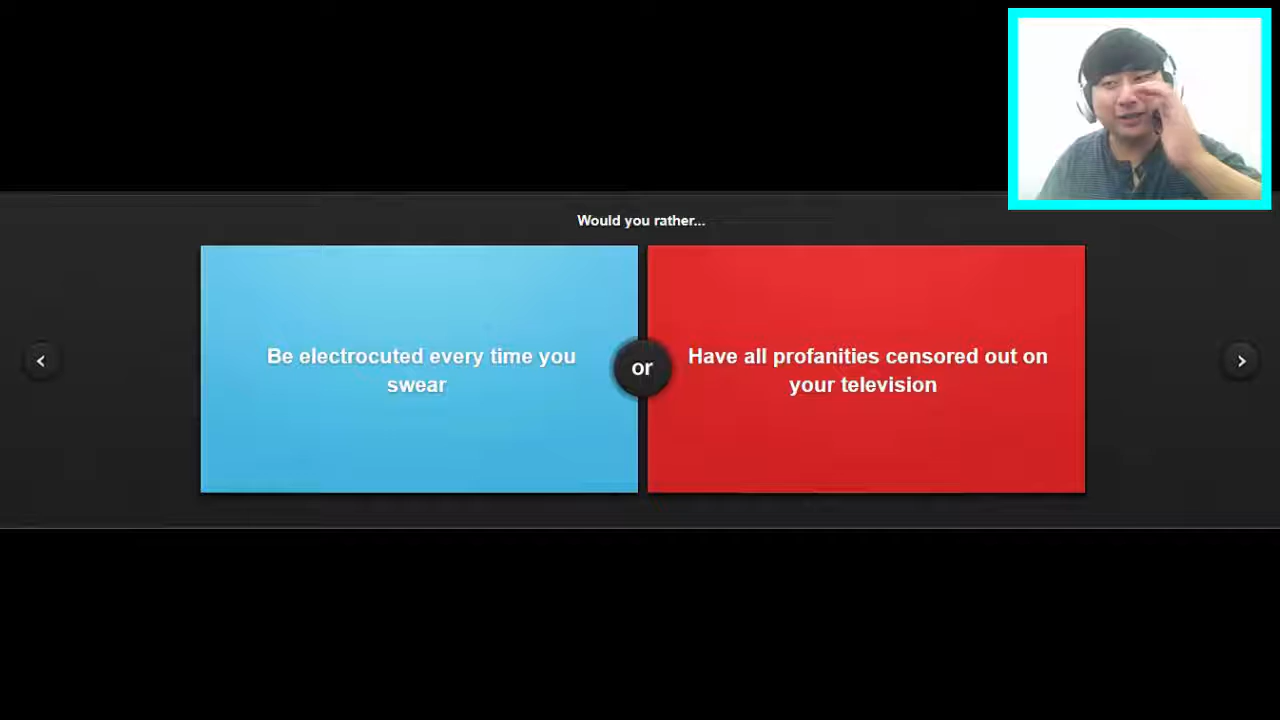 Would you rather...
Be electrocuted every time you
swear
or
Have all profanities censored out on
your television